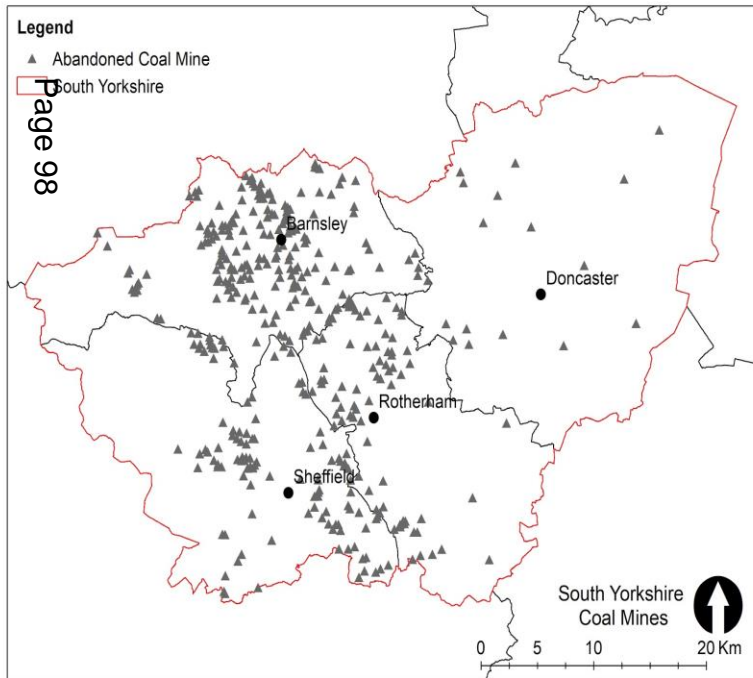 Legend
Abandoned Coal Mine
South Yorkshire
Page 98
Barnsley
Doncaster
Rotherham
Sheffield
South Yorkshire
Coal Mines
0 5 10 20 Km